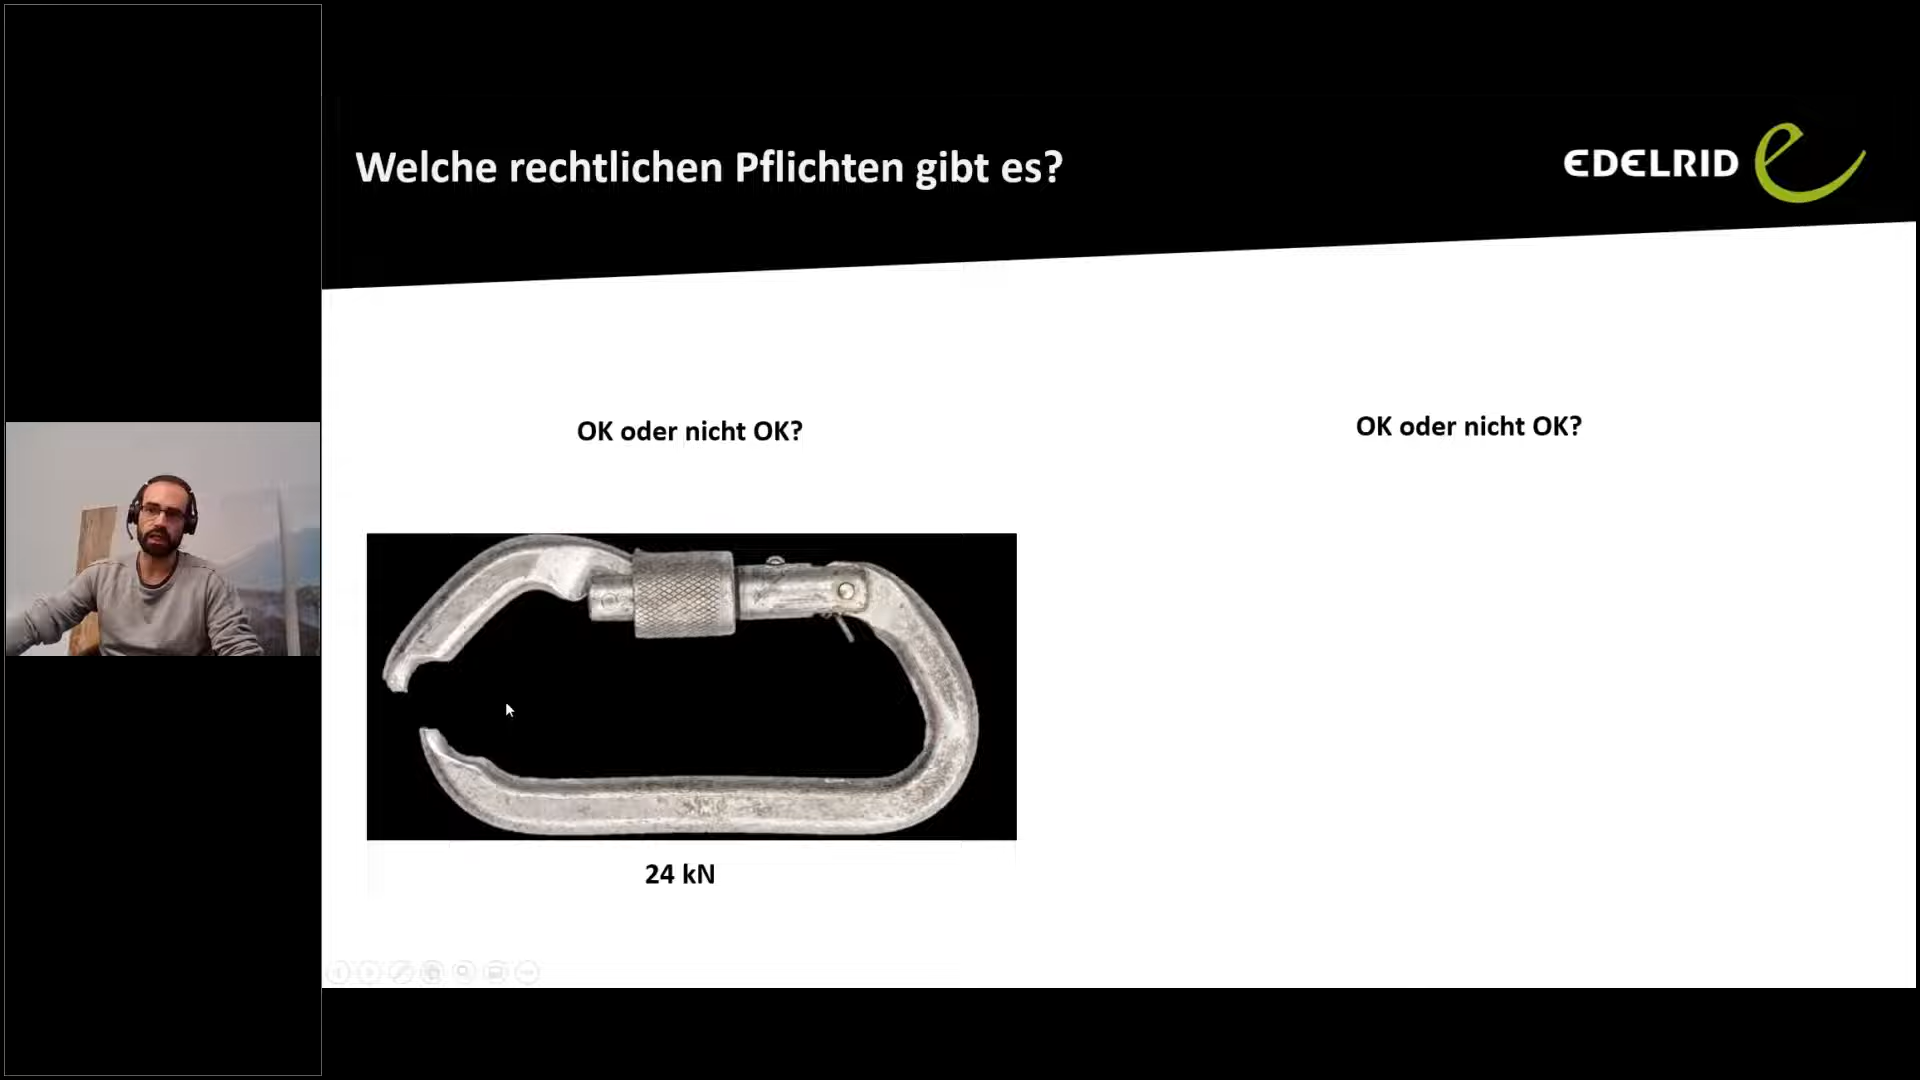 Welche rechtlichen Pflichten gibt es?
EDELRID
OK oder nicht OK?
OK oder nicht OK?
24 kN